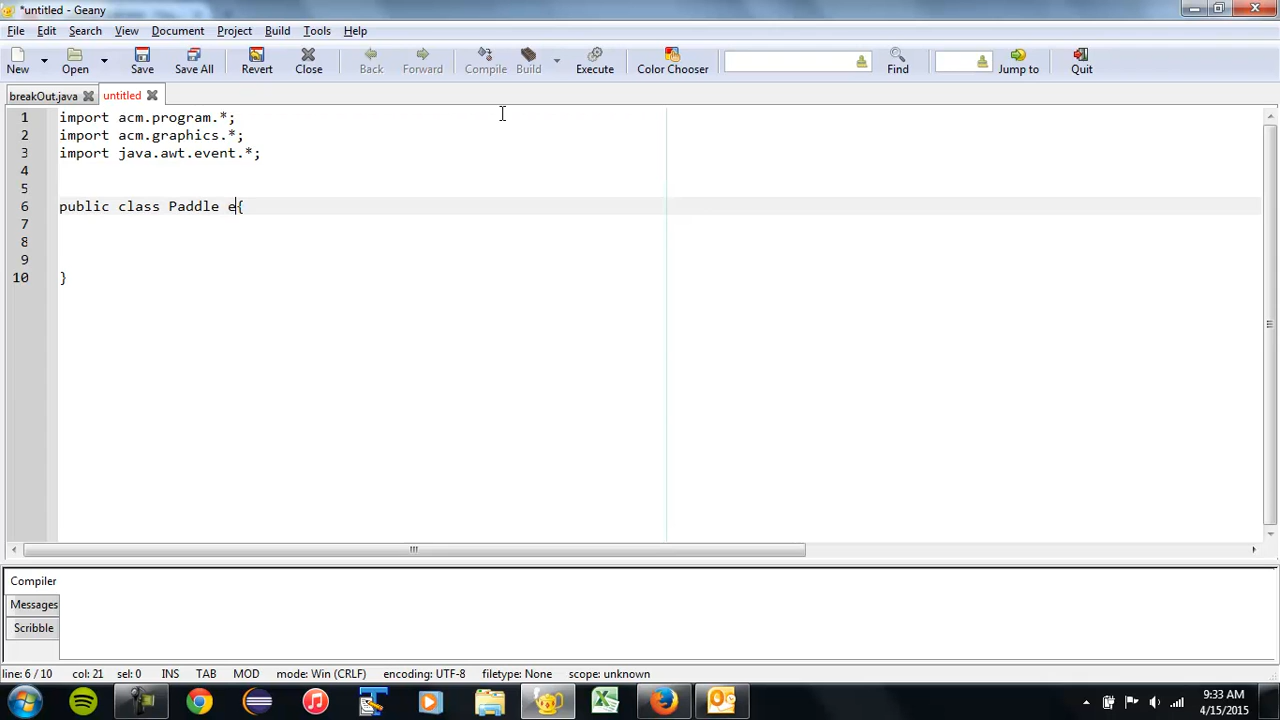 *untitled - Geany
File Edit Search View Document Project Build Tools Help
New Open Save Save All Revert Close Back Forward Compile Build Execute Color Chooser Find Jump to Quit
breakOut.java untitled
1 import acm.program.*;
2 import acm.graphics.*;
3 import java.awt.event.*;
4
5
6 public class Paddle e{
7
8
9
10 }
Compiler
Messages
Scribble
line: 6 / 10 col: 21 sel: 0 INS TAB MOD mode: Win (CRLF) encoding: UTF-8 filetype: None scope: unknown
9:33 AM
4/15/2015